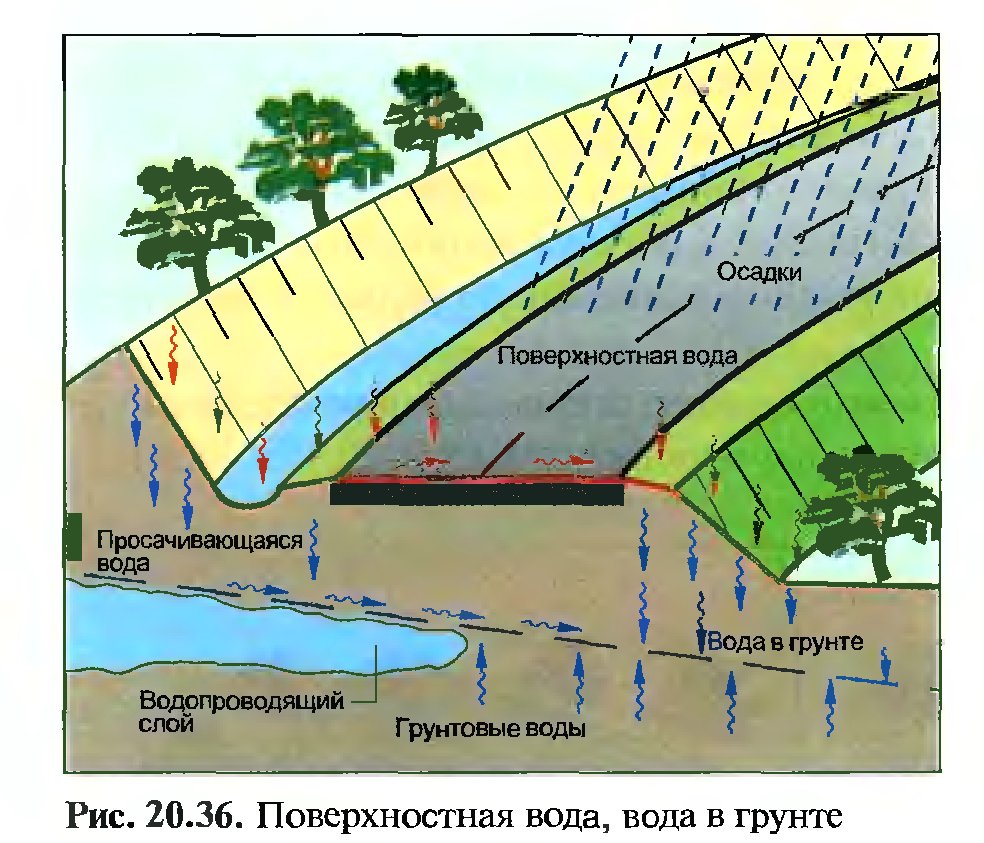 Осадки
Поверхностная вода
Просачивающаяся
вода
Вода в грунте
Водопроводящий
слой
Грунтовые воды
Рис. 20.36. Поверхностная вода, вода в грунте